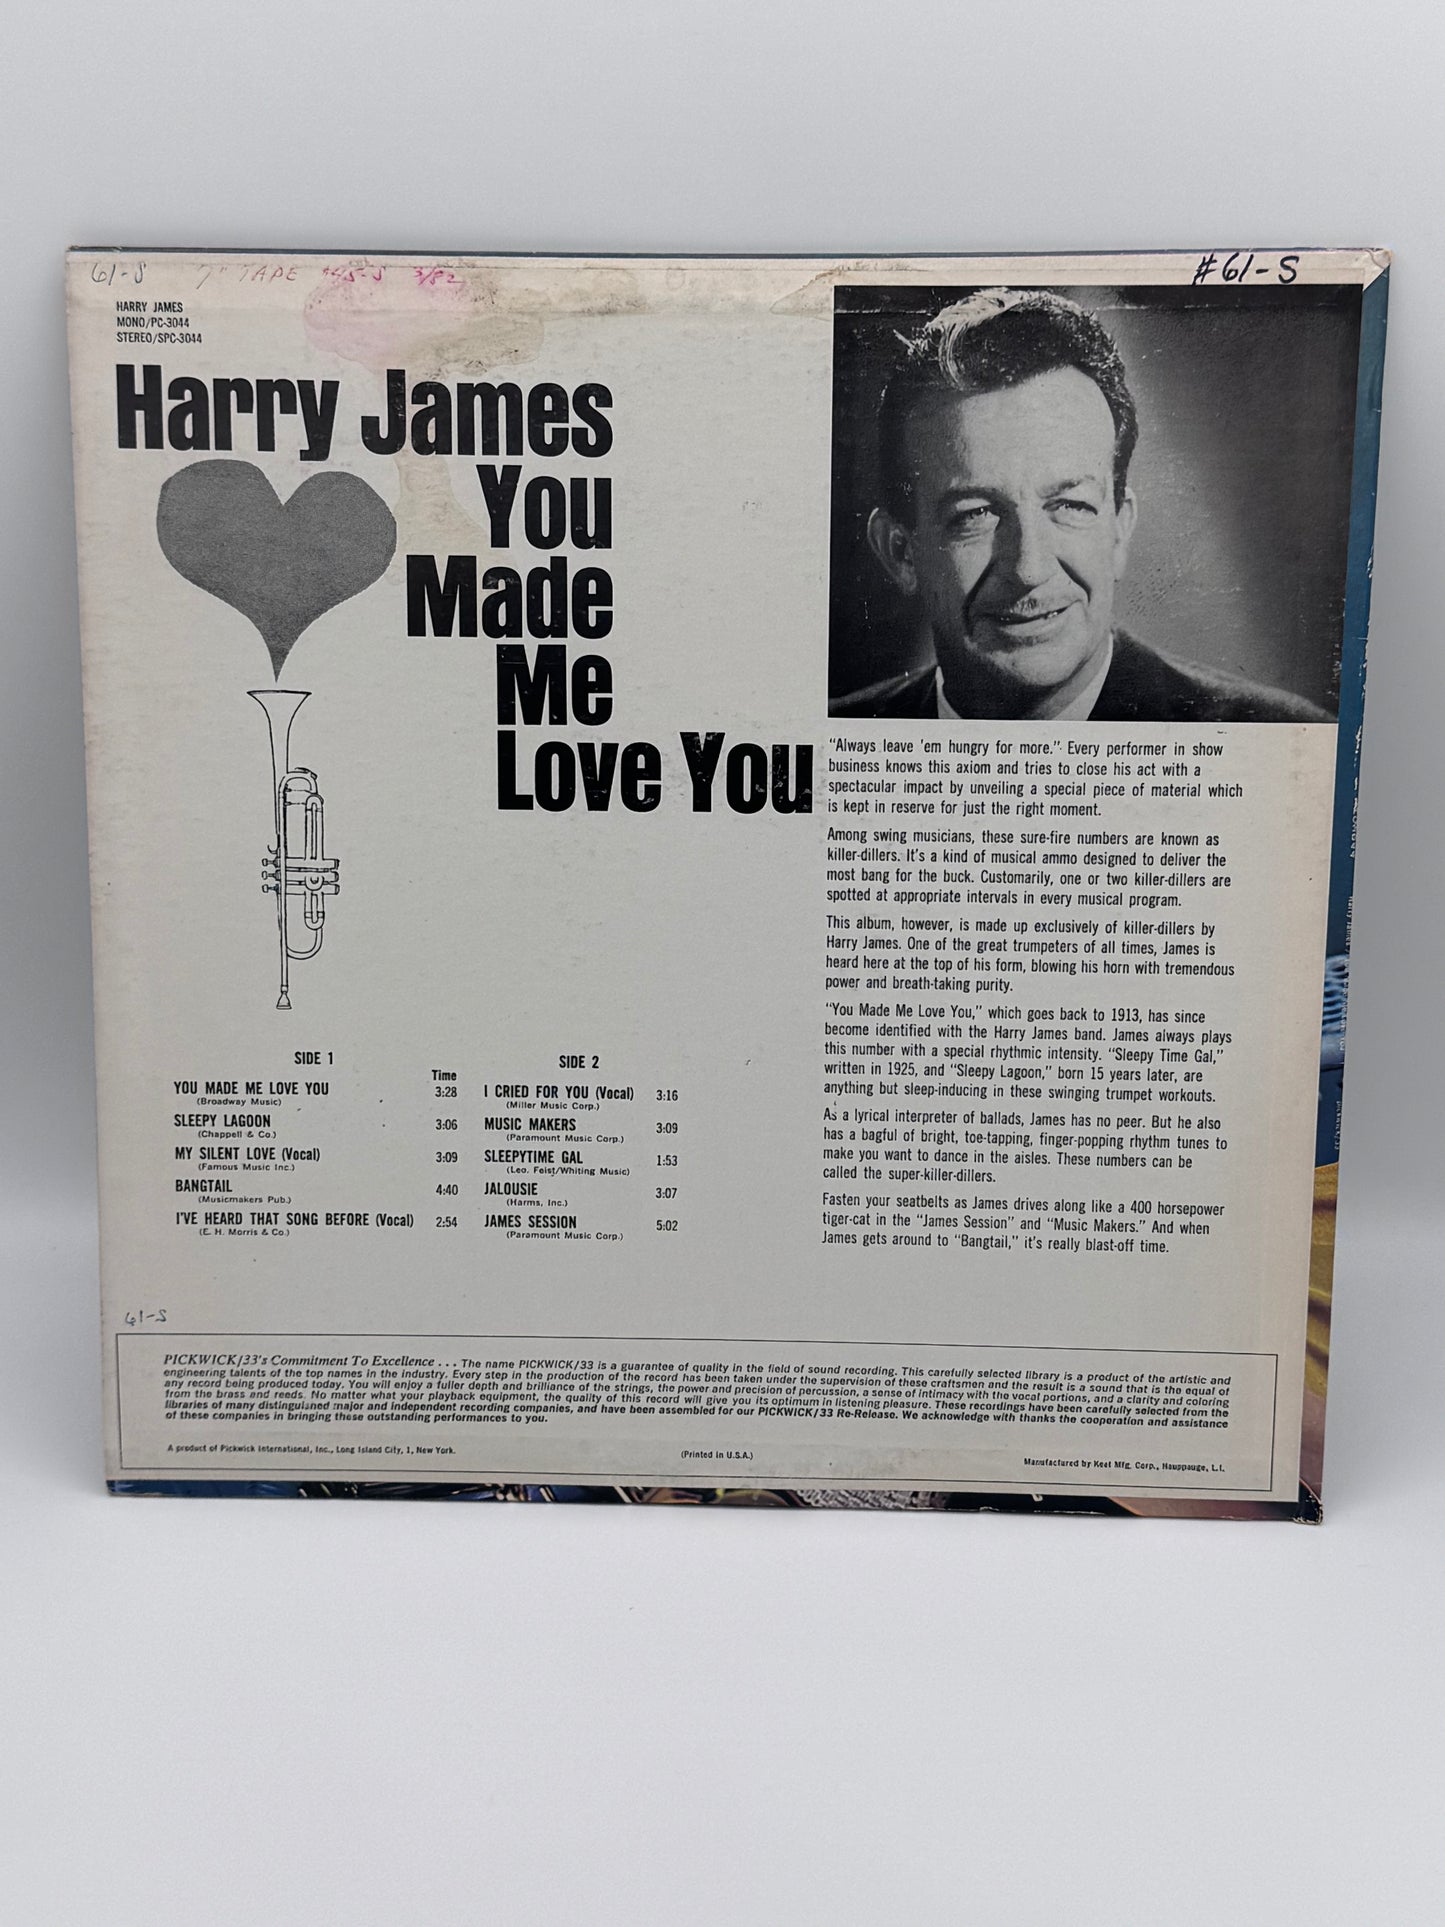 61-S 7" TAPE #45-S 3/82
#61-S
HARRY JAMES
MONO/PC-3044
STEREO/SPC-3044
Harry James
You
Made
Me
Love You
"Always leave 'em hungry for more." Every performer in show
business knows this axiom and tries to close his act with a
spectacular impact by unveiling a special piece of material which
is kept in reserve for just the right moment.
Among swing musicians, these sure-fire numbers are known as
killer-dillers. It's a kind of musical ammo designed to deliver the
most bang for the buck. Customarily, one or two killer-dillers are
spotted at appropriate intervals in every musical program.
This album, however, is made up exclusively of killer-dillers by
Harry James. One of the great trumpeters of all times, James is
heard here at the top of his form, blowing his horn with tremendous
power and breath-taking purity.
"You Made Me Love You," which goes back to 1913, has since
become identified with the Harry James band. James always plays
this number with a special rhythmic intensity. "Sleepy Time Gal,"
written in 1925, and "Sleepy Lagoon," born 15 years later, are
anything but sleep-inducing in these swinging trumpet workouts.
As a lyrical interpreter of ballads, James has no peer. But he also
has a bagful of bright, toe-tapping, finger-popping rhythm tunes to
make you want to dance in the aisles. These numbers can be
called the super-killer-dillers.
Fasten your seatbelts as James drives along like a 400 horsepower
tiger-cat in the "James Session" and "Music Makers." And when
James gets around to "Bangtail," it's really blast-off time.
SIDE 1
Time
YOU MADE ME LOVE YOU 3:28
(Broadway Music)
SLEEPY LAGOON 3:06
(Chappell & Co.)
MY SILENT LOVE (Vocal) 3:09
(Famous Music Inc.)
BANGTAIL 4:40
(Musicmakers Pub.)
I'VE HEARD THAT SONG BEFORE (Vocal) 2:54
(E. H. Morris & Co.)
SIDE 2
I CRIED FOR YOU (Vocal) 3:16
(Miller Music Corp.)
MUSIC MAKERS 3:09
(Paramount Music Corp.)
SLEEPYTIME GAL 1:53
(Leo. Feist/Whiting Music)
JALOUSIE 3:07
(Harms, Inc.)
JAMES SESSION 5:02
(Paramount Music Corp.)
61-S
PICKWICK/33's Commitment To Excellence . . . The name PICKWICK/33 is a guarantee of quality in the field of sound recording. This carefully selected library is a product of the artistic and
engineering talents of the top names in the industry. Every step in the production of the record has been taken under the supervision of these craftsmen and the result is a sound that is the equal of
any record being produced today. You will enjoy a fuller depth and brilliance of the strings, the power and precision of percussion, a sense of intimacy with the vocal portions, and a clarity and coloring
from the brass and reeds. No matter what your playback equipment, the quality of this record will give you its optimum in listening pleasure. These recordings have been carefully selected from the
libraries of many distinguished major and independent recording companies, and have been assembled for our PICKWICK/33 Re-Release. We acknowledge with thanks the cooperation and assistance
of these companies in bringing these outstanding performances to you.
A product of Pickwick International, Inc., Long Island City, 1, New York.
(Printed in U.S.A.)
Manufactured by Keel Mfg. Corp., Hauppauge, L.I.